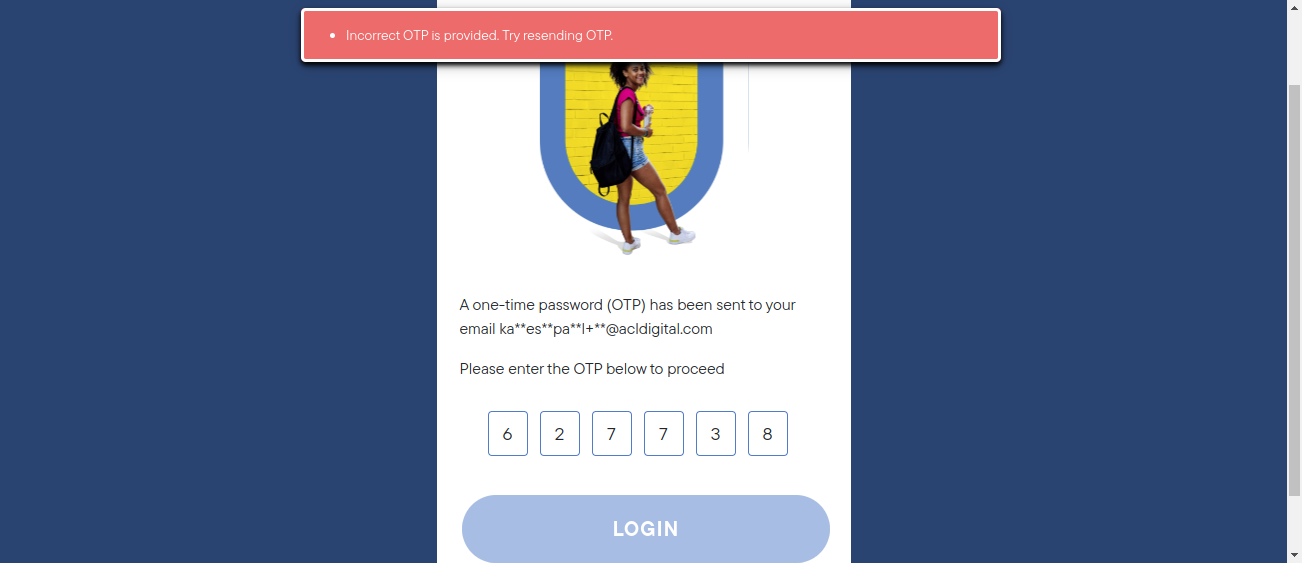 Incorrect OTP is provided. Try resending OTP.
A one-time password (OTP) has been sent to your
email ka**es**pa**l+**@acldigital.com
Please enter the OTP below to proceed
6 2 7 7 3 8
LOGIN